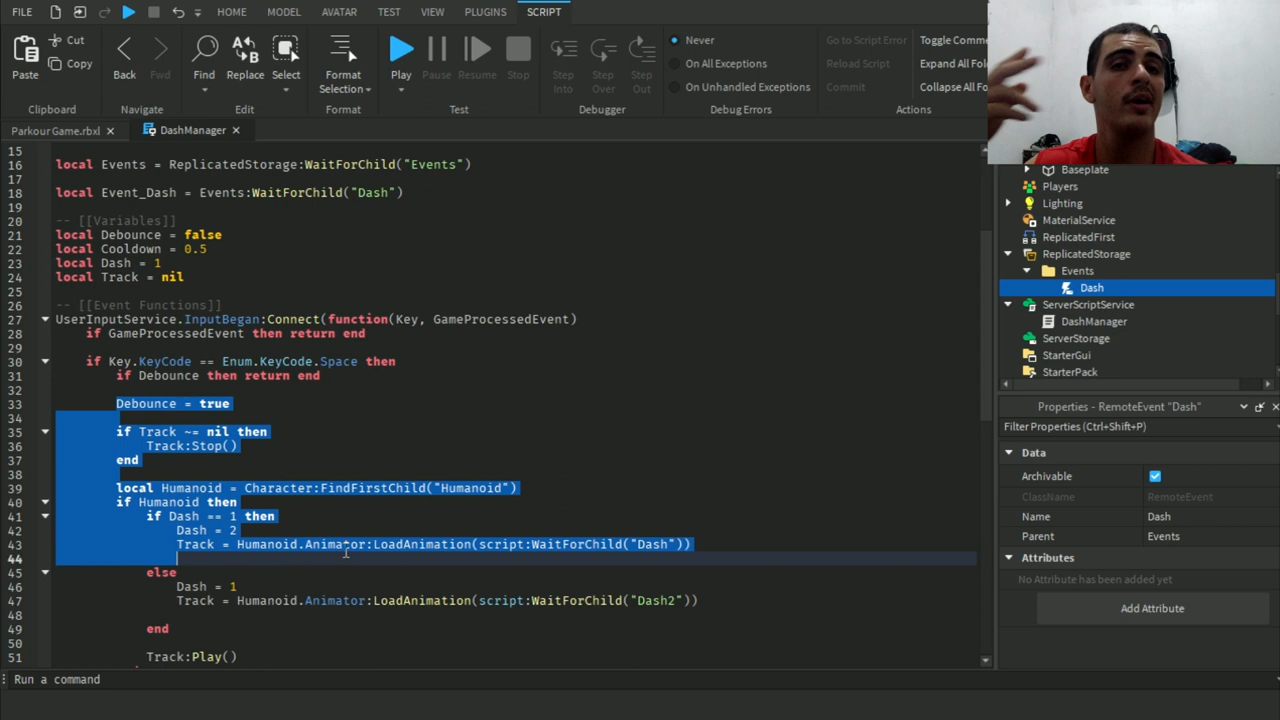 FILE HOME MODEL AVATAR TEST VIEW PLUGINS SCRIPT
Paste Cut Copy Back Fwd Find Replace Select Format Selection Play Pause Resume Stop Step Into Step Over Step Out
Never
On All Exceptions
On Unhandled Exceptions
Go to Script Error
Reload Script
Commit
Toggle Comme
Expand All Fol
Collapse All F
Clipboard Navigate Edit Format Test Debugger Debug Errors Actions
Parkour Game.rbxl DashManager
15
16 local Events = ReplicatedStorage:WaitForChild("Events")
17
18 local Event_Dash = Events:WaitForChild("Dash")
19
20 -- [[Variables]]
21 local Debounce = false
22 local Cooldown = 0.5
23 local Dash = 1
24 local Track = nil
25
26 -- [[Event Functions]]
27 UserInputService.InputBegan:Connect(function(Key, GameProcessedEvent)
28 if GameProcessedEvent then return end
29
30 if Key.KeyCode == Enum.KeyCode.Space then
31 if Debounce then return end
32
33 Debounce = true
34
35 if Track ~= nil then
36 Track:Stop()
37 end
38
39 local Humanoid = Character:FindFirstChild("Humanoid")
40 if Humanoid then
41 if Dash == 1 then
42 Dash = 2
43 Track = Humanoid.Animator:LoadAnimation(script:WaitForChild("Dash"))
44
45 else
46 Dash = 1
47 Track = Humanoid.Animator:LoadAnimation(script:WaitForChild("Dash2"))
48
49 end
50
51 Track:Play()
Run a command
Baseplate
Players
Lighting
MaterialService
ReplicatedFirst
ReplicatedStorage
Events
Dash
ServerScriptService
DashManager
ServerStorage
StarterGui
StarterPack
Properties - RemoteEvent "Dash"
Filter Properties (Ctrl+Shift+P)
Data
Archivable
ClassName RemoteEvent
Name Dash
Parent Events
Attributes
No Attribute has been added yet
Add Attribute